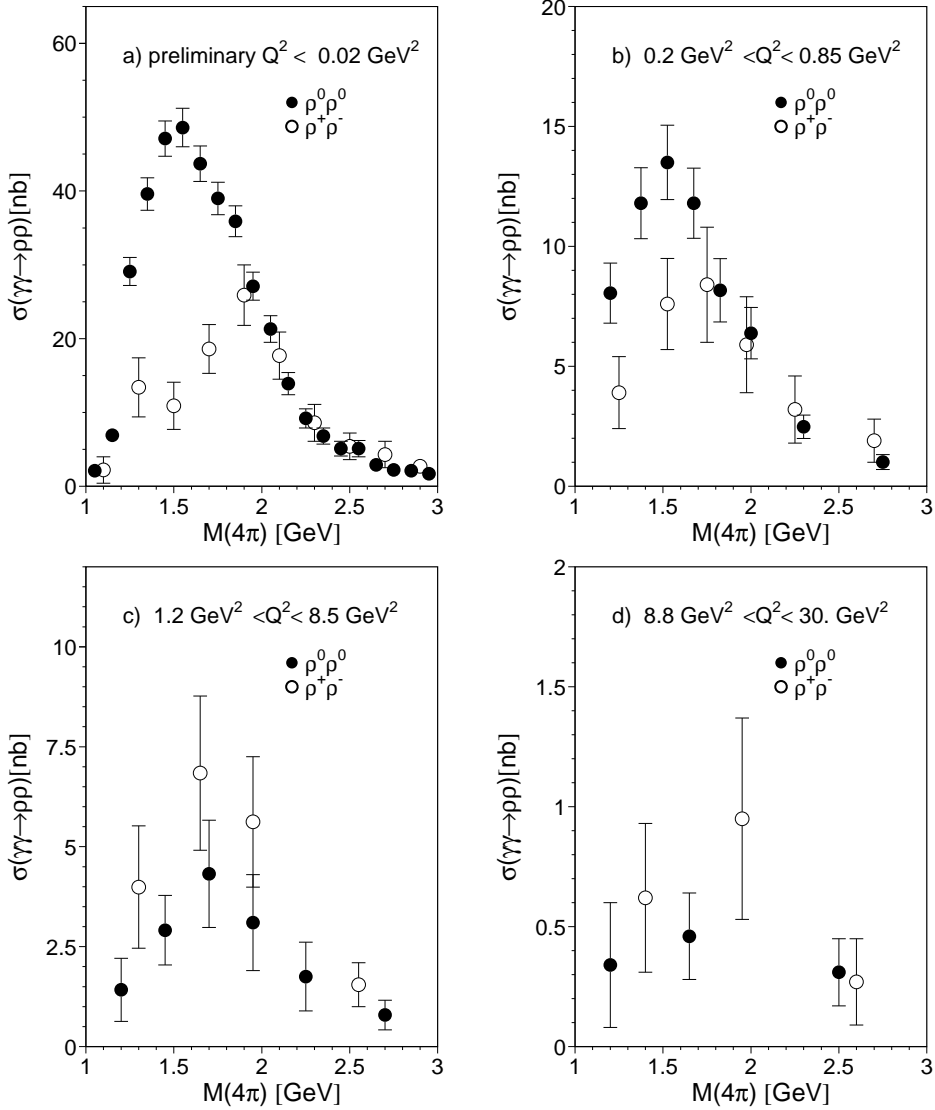 a) preliminary Q² < 0.02 GeV²
ρ⁰ρ⁰
ρ⁺ρ⁻
σ(γγ→ρρ)[nb]
60
40
20
0
1
1.5
2
2.5
3
M(4π) [GeV]
b) 0.2 GeV² <Q²< 0.85 GeV²
ρ⁰ρ⁰
ρ⁺ρ⁻
σ(γγ→ρρ)[nb]
20
15
10
5
0
1
1.5
2
2.5
3
M(4π) [GeV]
c) 1.2 GeV² <Q²< 8.5 GeV²
ρ⁰ρ⁰
ρ⁺ρ⁻
σ(γγ→ρρ)[nb]
10
7.5
5
2.5
0
1
1.5
2
2.5
3
M(4π) [GeV]
d) 8.8 GeV² <Q²< 30. GeV²
ρ⁰ρ⁰
ρ⁺ρ⁻
σ(γγ→ρρ)[nb]
2
1.5
1
0.5
0
1
1.5
2
2.5
3
M(4π) [GeV]